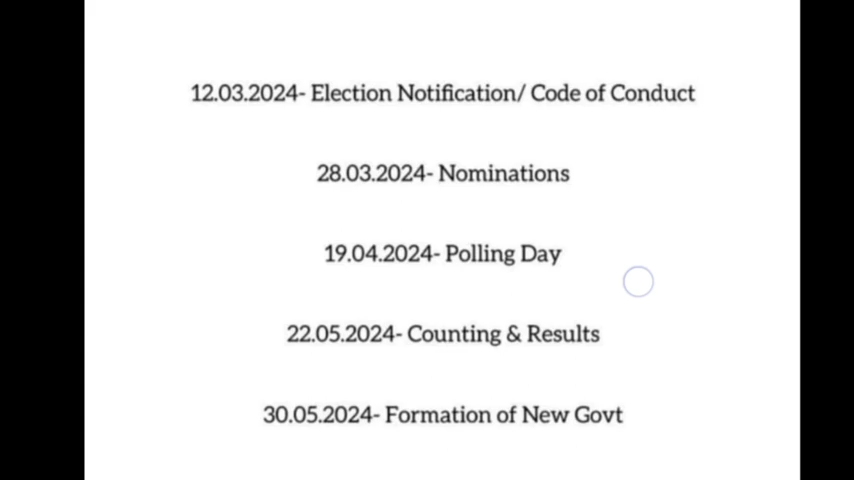 12.03.2024- Election Notification/ Code of Conduct
28.03.2024- Nominations
19.04.2024- Polling Day
22.05.2024- Counting & Results
30.05.2024- Formation of New Govt